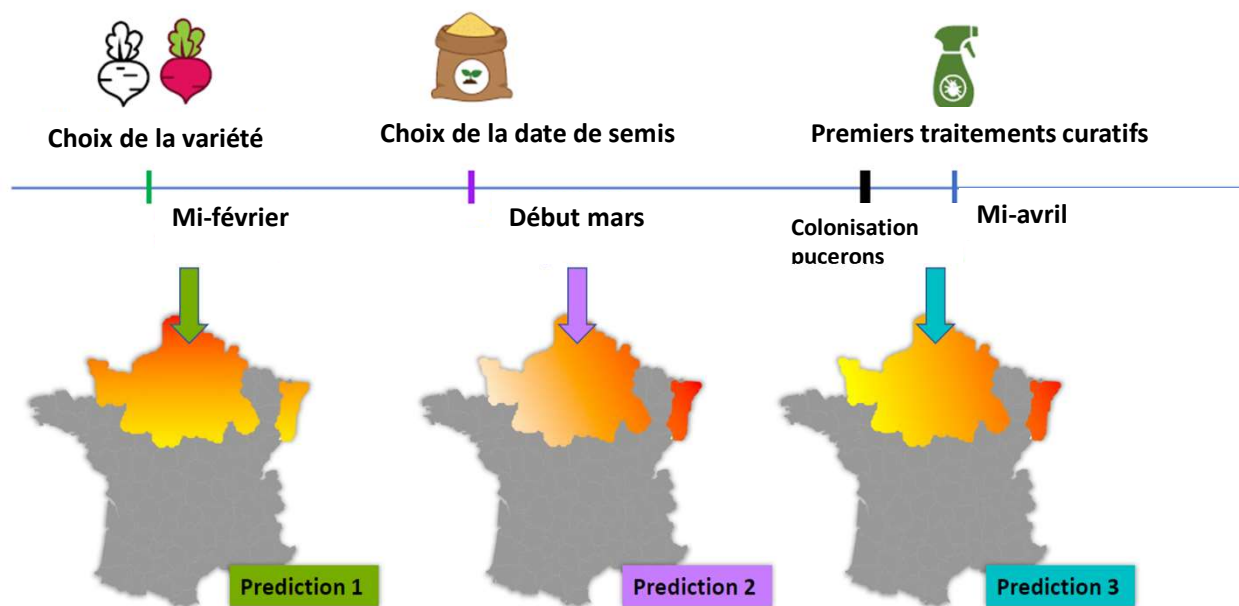 Choix de la variété
Choix de la date de semis
Premiers traitements curatifs
Mi-février
Début mars
Colonisation
pucerons
Mi-avril
Prediction 1
Prediction 2
Prediction 3